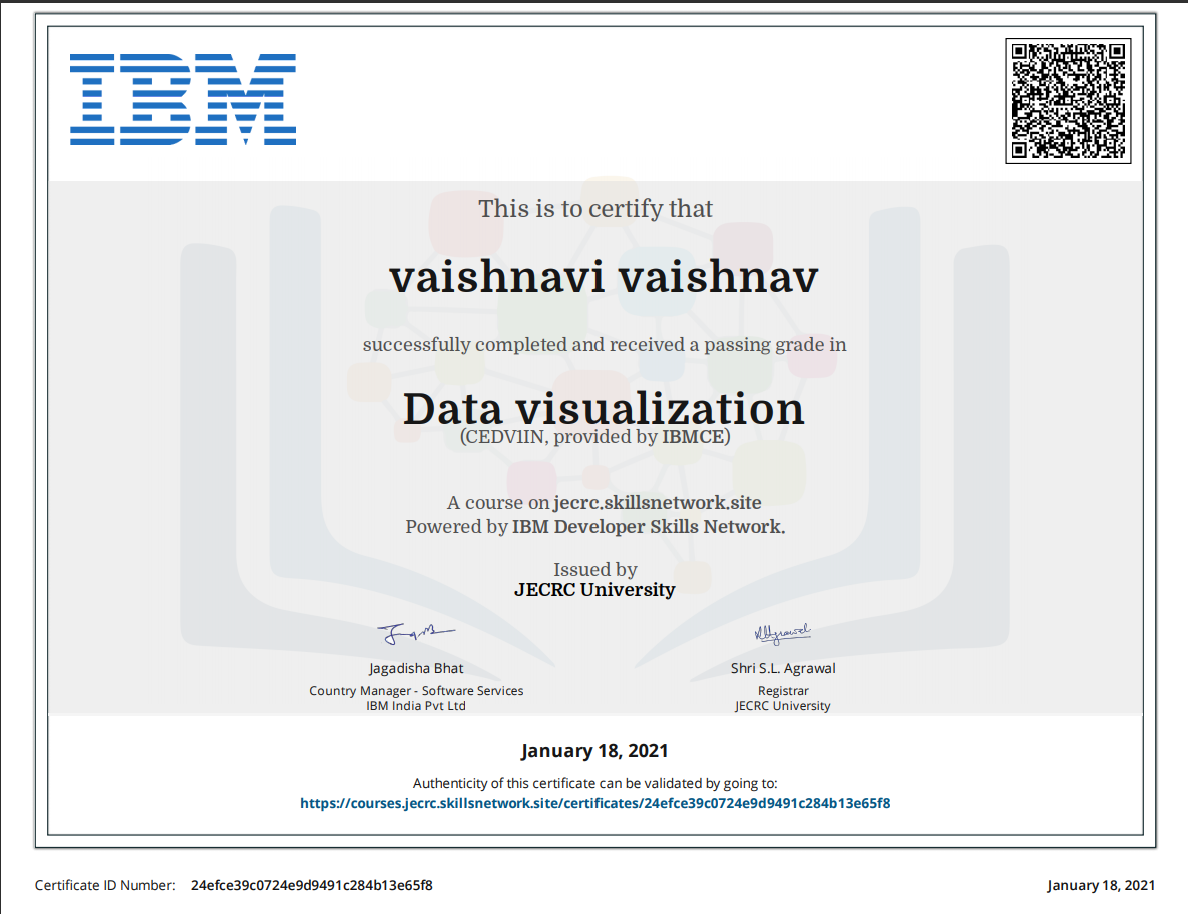 IBM
This is to certify that
vaishnavi vaishnav
successfully completed and received a passing grade in
Data visualization
(CEDV1IN, provided by IBMCE)
A course on jecrc.skillsnetwork.site
Powered by IBM Developer Skills Network.
Issued by
JECRC University
Jagadisha Bhat
Country Manager - Software Services
IBM India Pvt Ltd
Shri S.L. Agrawal
Registrar
JECRC University
January 18, 2021
Authenticity of this certificate can be validated by going to:
https://courses.jecrc.skillsnetwork.site/certificates/24efce39c0724e9d9491c284b13e65f8
Certificate ID Number: 24efce39c0724e9d9491c284b13e65f8
January 18, 2021